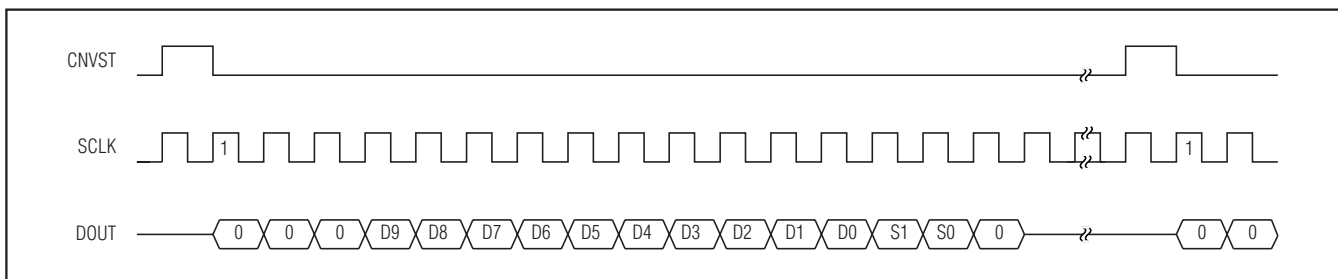 CNVST
SCLK 1 1
DOUT 0 0 0 D9 D8 D7 D6 D5 D4 D3 D2 D1 D0 S1 S0 0 0 0